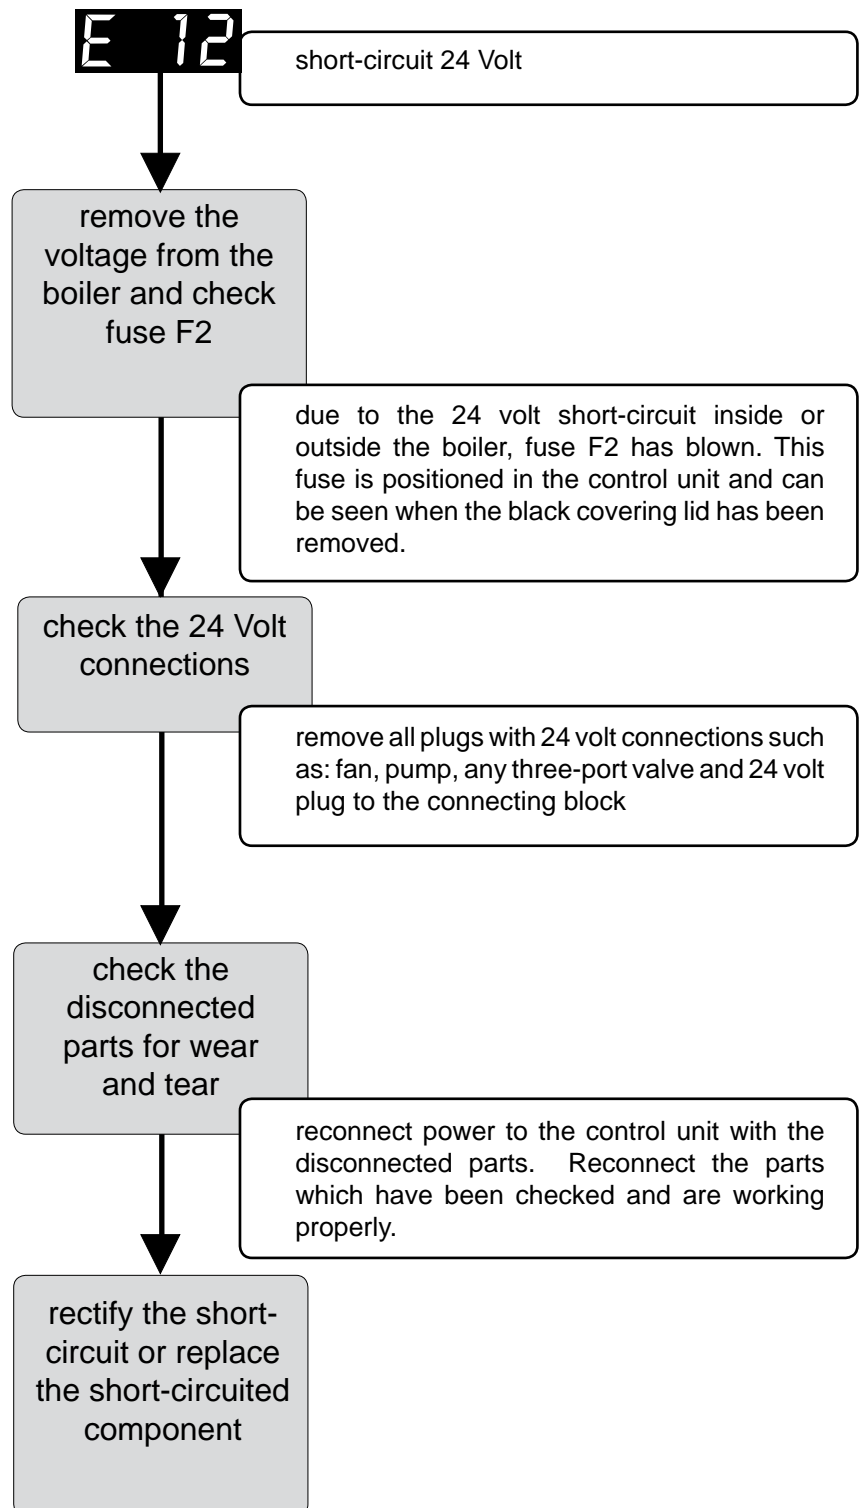 E 12
short-circuit 24 Volt
remove the
voltage from the
boiler and check
fuse F2
due to the 24 volt short-circuit inside or
outside the boiler, fuse F2 has blown. This
fuse is positioned in the control unit and can
be seen when the black covering lid has been
removed.
check the 24 Volt
connections
remove all plugs with 24 volt connections such
as: fan, pump, any three-port valve and 24 volt
plug to the connecting block
check the
disconnected
parts for wear
and tear
reconnect power to the control unit with the
disconnected parts. Reconnect the parts
which have been checked and are working
properly.
rectify the short-
circuit or replace
the short-circuited
component